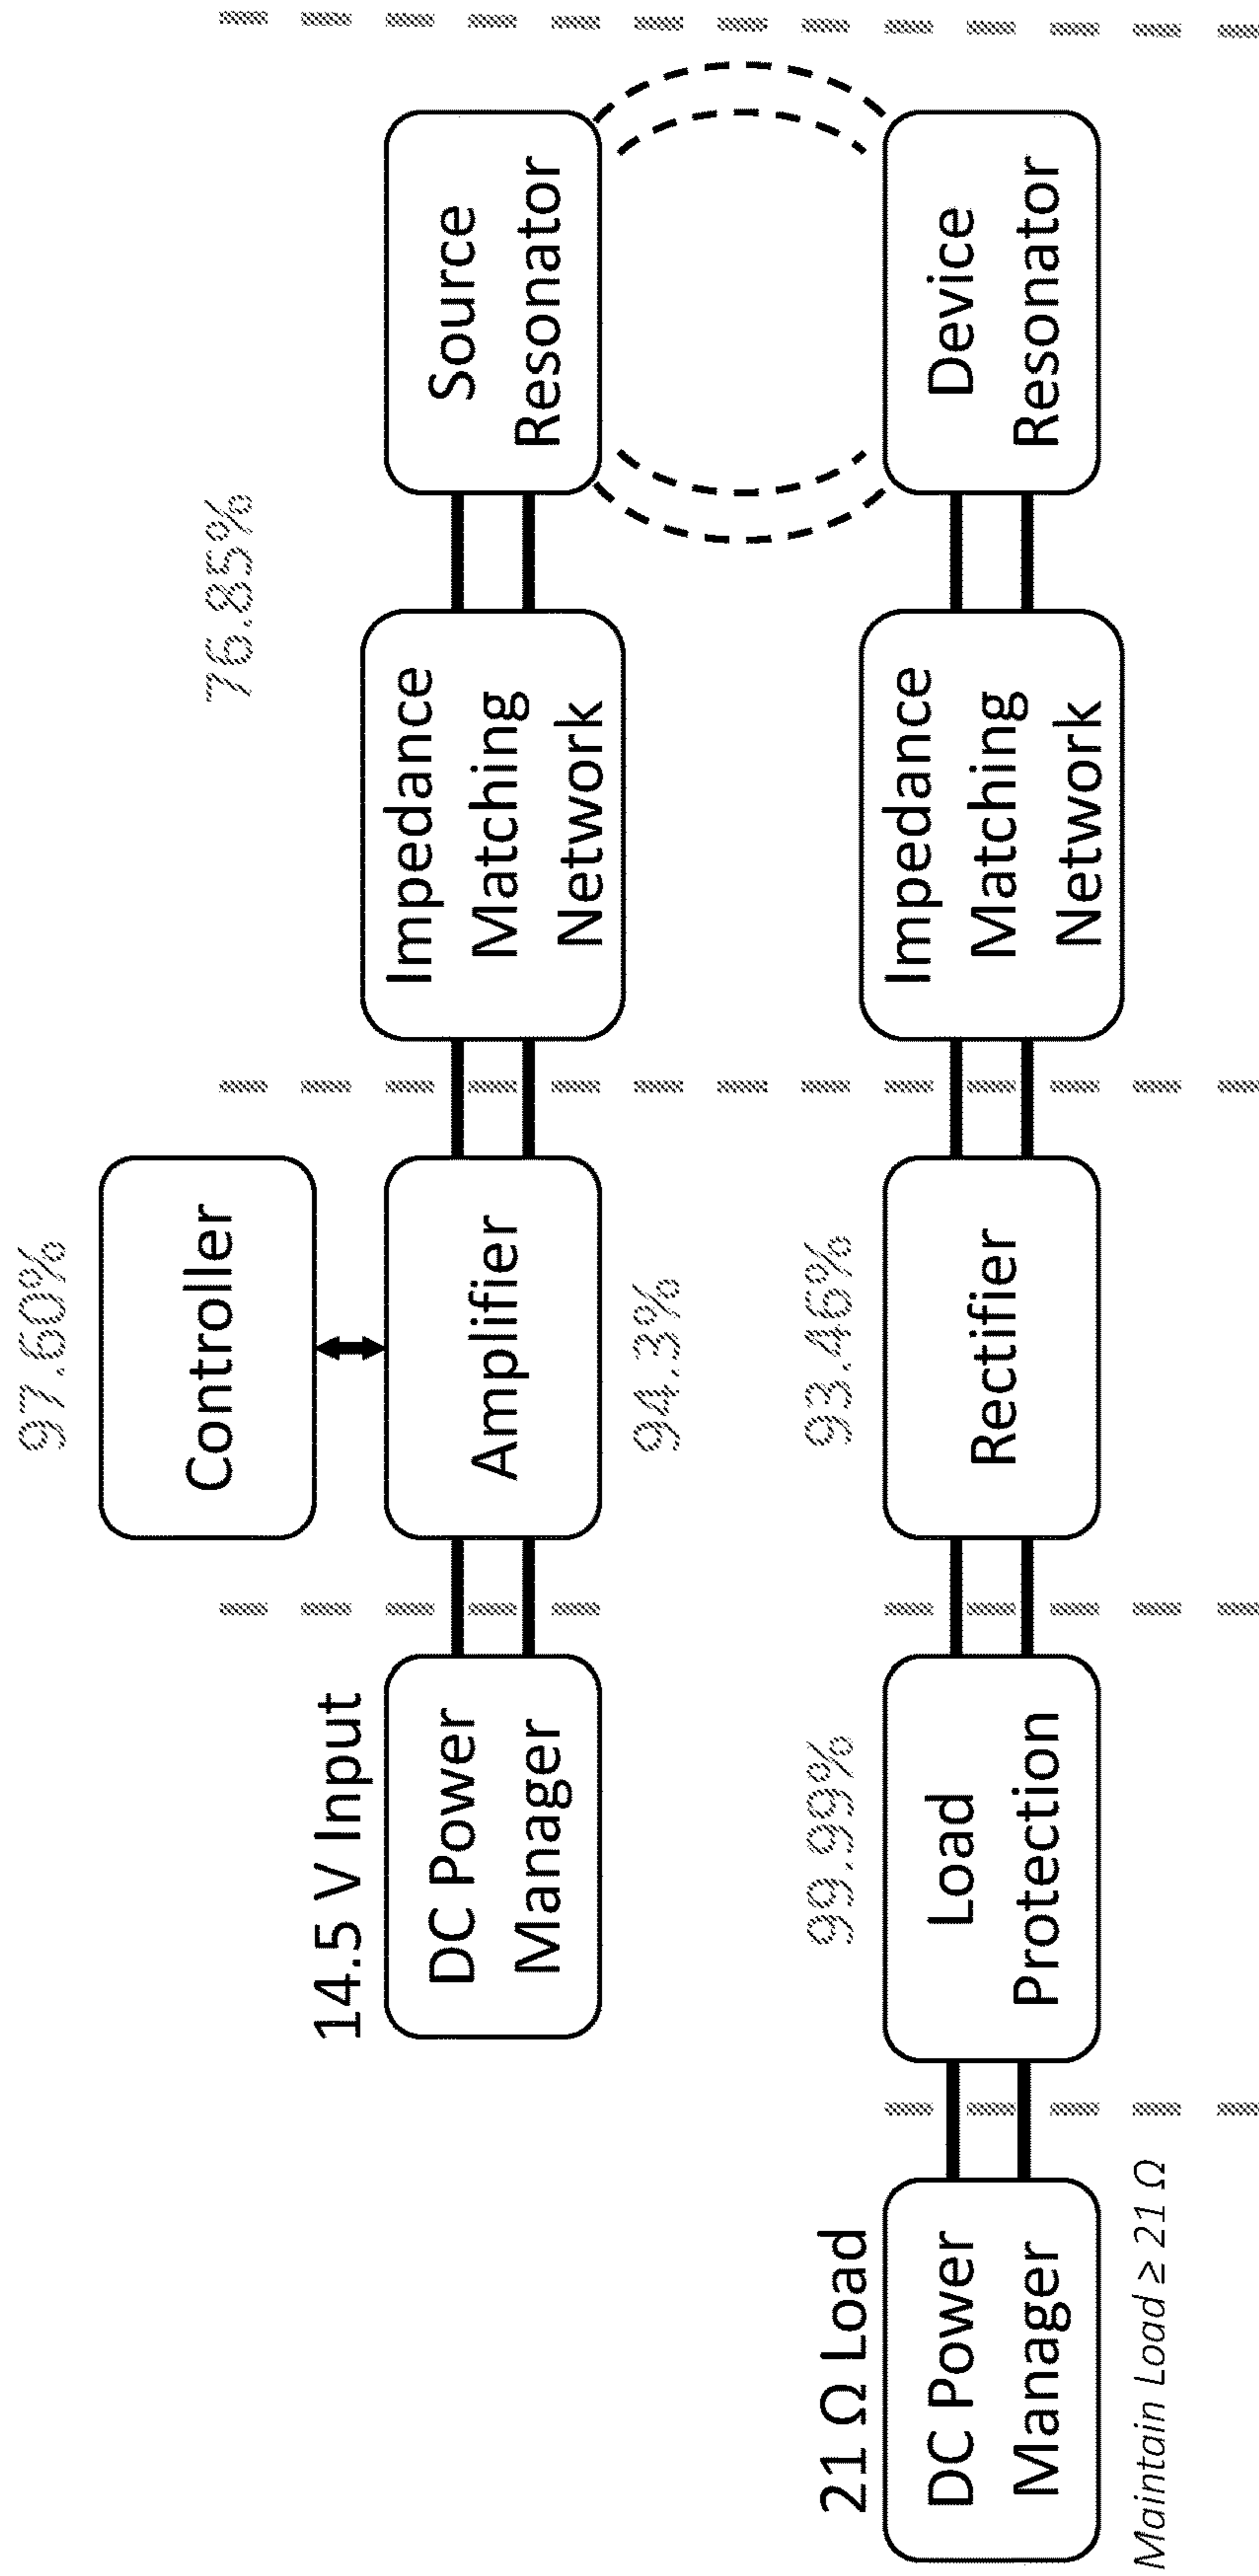 97.60%
Controller
76.85%
14.5 V Input
DC Power
Manager
Amplifier
Impedance
Matching
Network
Source
Resonator
94.3%
21 Ω Load
99.99%
93.46%
DC Power
Manager
Load
Protection
Rectifier
Impedance
Matching
Network
Device
Resonator
Maintain Load ≥ 21 Ω